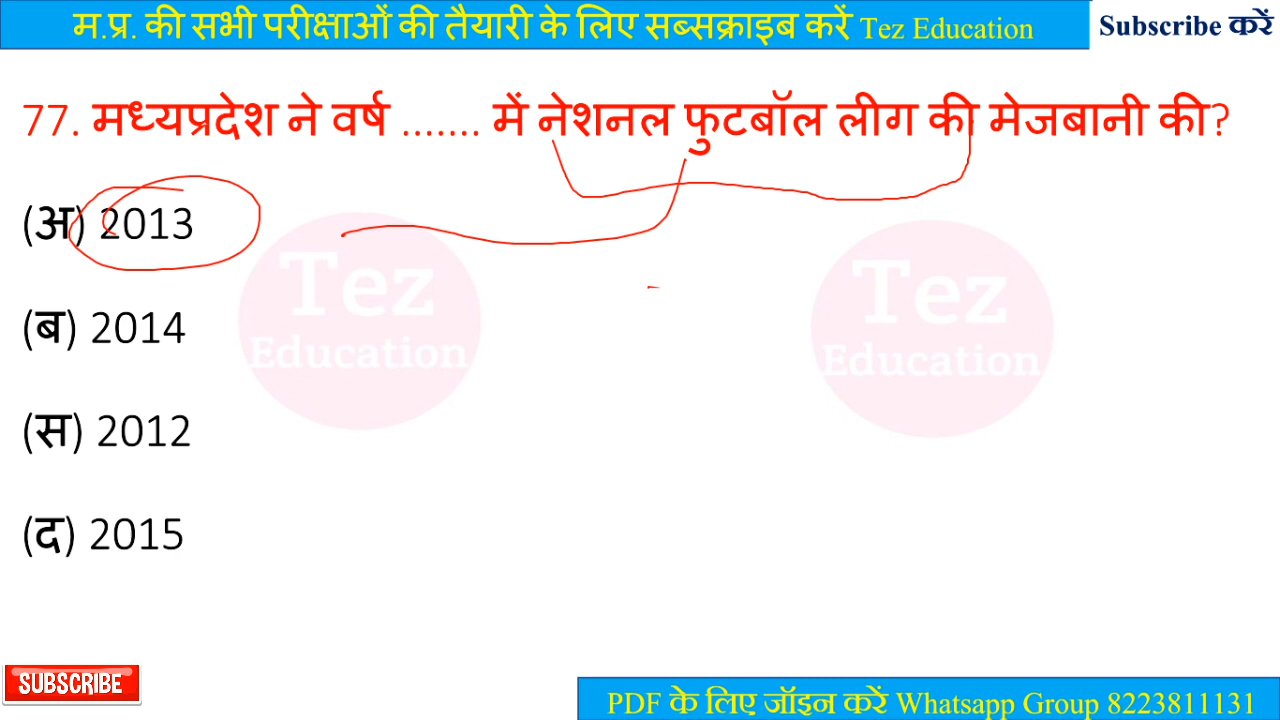 म.प्र. की सभी परीक्षाओं की तैयारी के लिए सब्सक्राइब करें Tez Education
Subscribe करें
77. मध्यप्रदेश ने वर्ष ....... में नेशनल फुटबॉल लीग की मेजबानी की?
(अ) 2013
(ब) 2014
(स) 2012
(द) 2015
Tez
Education
Tez
Education
SUBSCRIBE
PDF के लिए जॉइन करें Whatsapp Group 8223811131